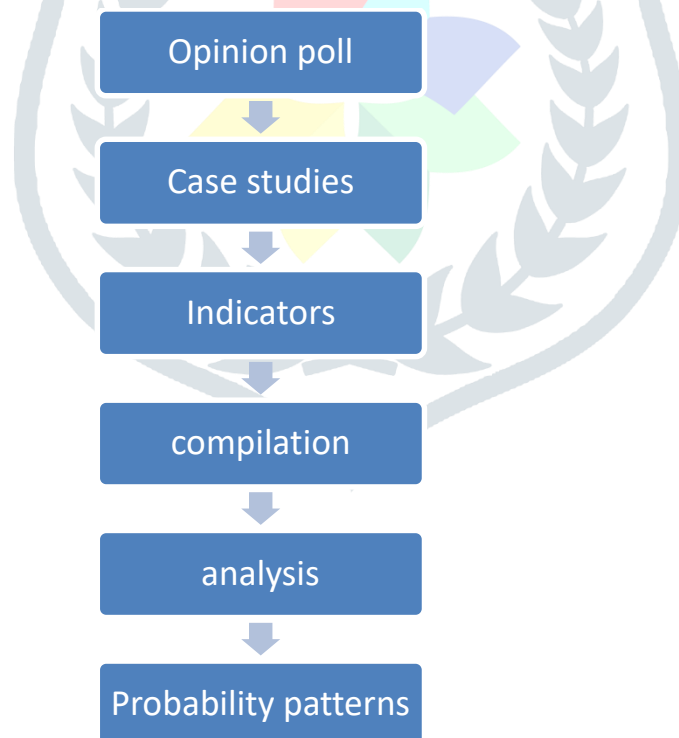 Opinion poll
Case studies
Indicators
compilation
analysis
Probability patterns